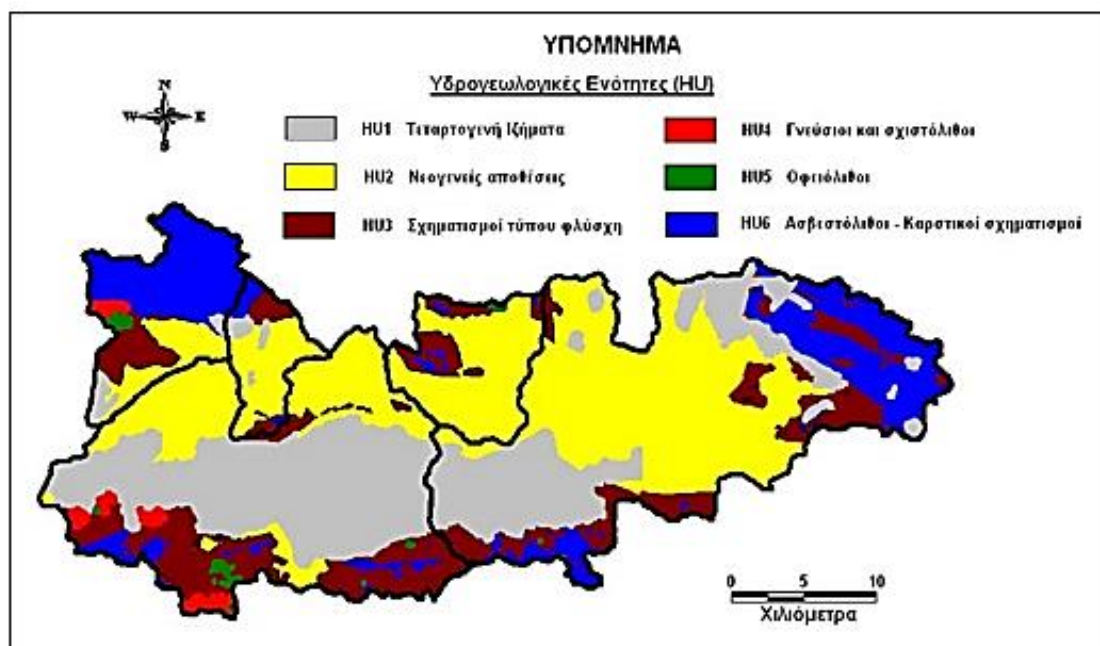 ΥΠΟΜΝΗΜΑ
Υδρογεωλογικές Ενότητες (HU)
N
W E
S
HU1 Τεταρτογενή Ιζήματα
HU2 Νεογενείς αποθέσεις
HU3 Σχηματισμοί τύπου φλύσχη
HU4 Γνεύσιοι και σχιστόλιθοι
HU5 Οφειόλιθοι
HU6 Ασβεστόλιθοι - Καρστικοί σχηματισμοί
0 5 10
Χιλιόμετρα